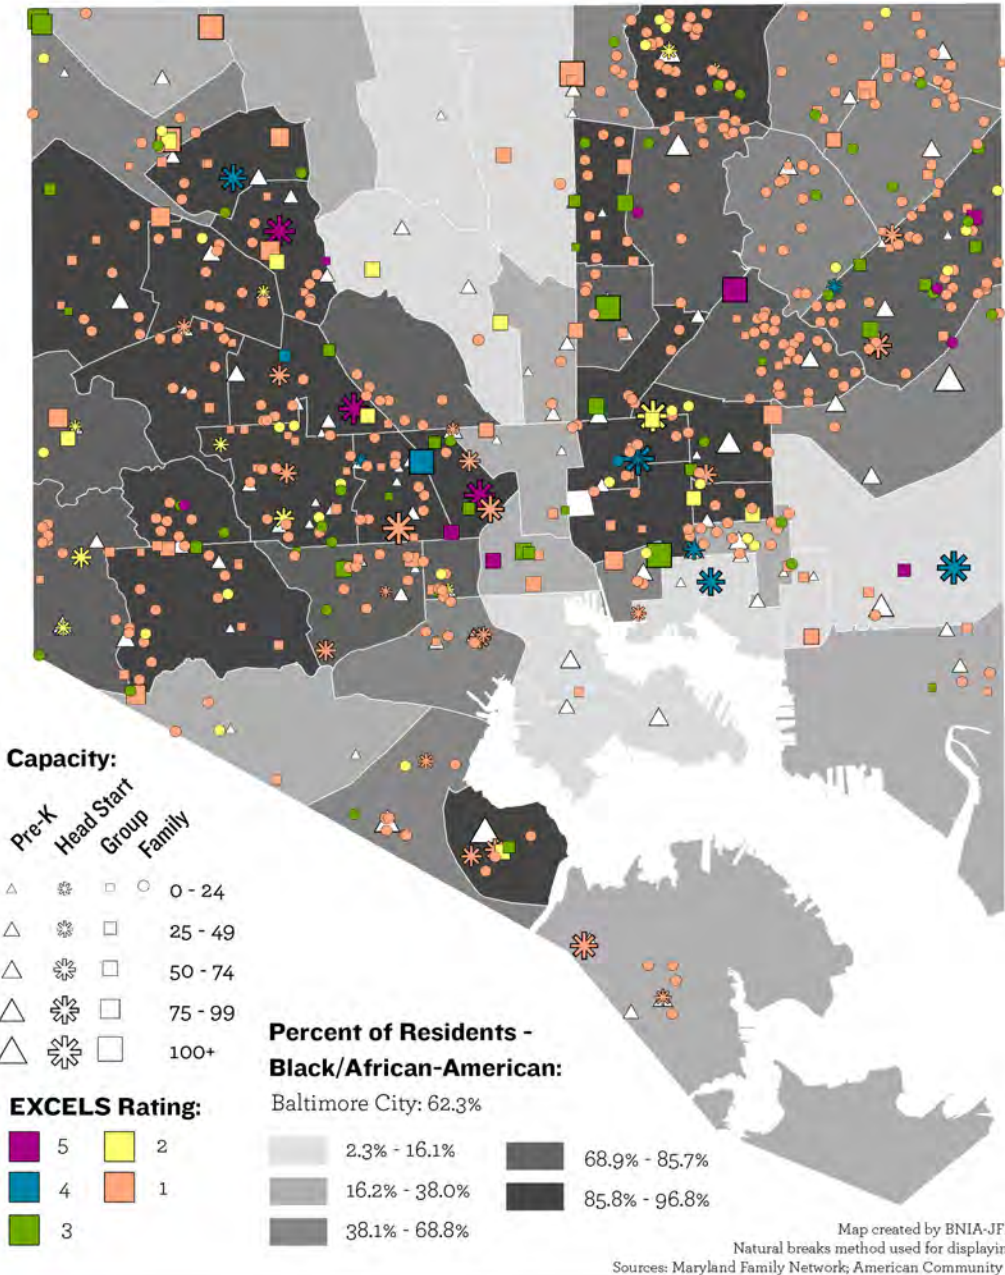 Capacity:
Pre-K
Head Start
Group
Family
0 - 24
25 - 49
50 - 74
75 - 99
100+
EXCELS Rating:
5
2
4
1
3
Percent of Residents -
Black/African-American:
Baltimore City: 62.3%
2.3% - 16.1%
68.9% - 85.7%
16.2% - 38.0%
85.8% - 96.8%
38.1% - 68.8%
Map created by BNIA-JF
Natural breaks method used for displayin
Sources: Maryland Family Network; American Community